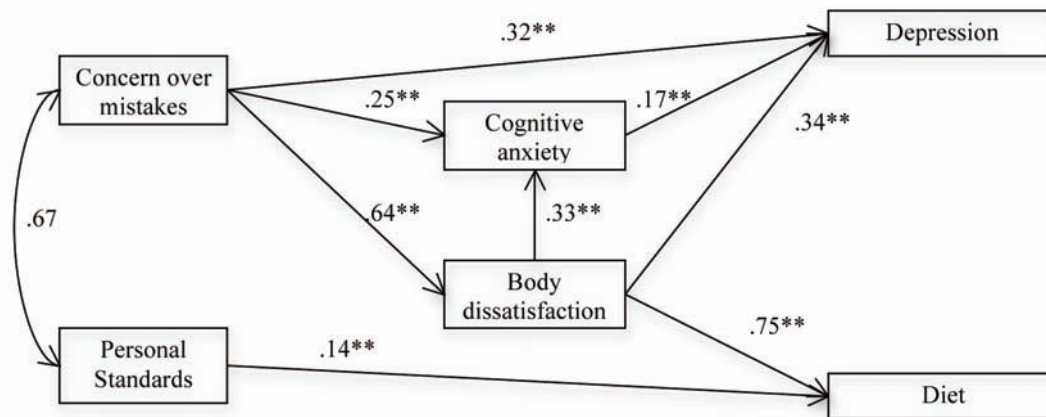 Depression
.32**
Concern over
mistakes
.25**
.17**
Cognitive
anxiety
.34**
.67
.64**
.33**
Body
dissatisfaction
.75**
Personal
Standards
.14**
Diet